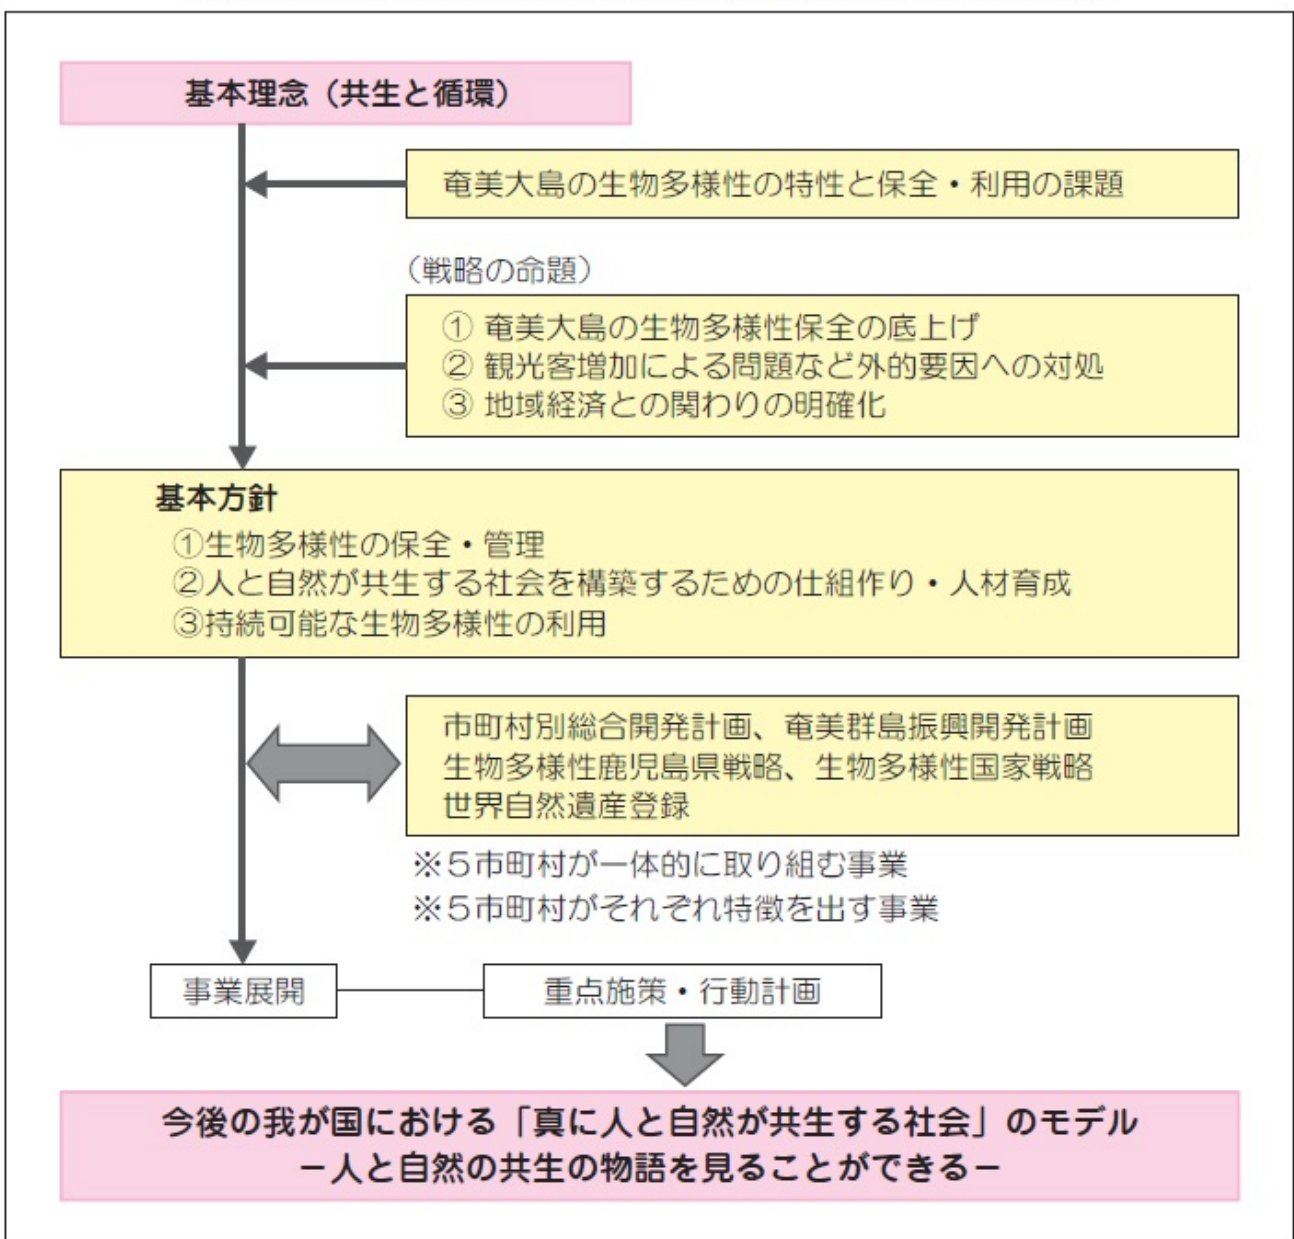 基本理念（共生と循環）
奄美大島の生物多様性の特性と保全・利用の課題
（戦略の命題）
① 奄美大島の生物多様性保全の底上げ
② 観光客増加による問題など外的要因への対処
③ 地域経済との関わりの明確化
基本方針
①生物多様性の保全・管理
②人と自然が共生する社会を構築するための仕組作り・人材育成
③持続可能な生物多様性の利用
市町村別総合開発計画、奄美群島振興開発計画
生物多様性鹿児島県戦略、生物多様性国家戦略
世界自然遺産登録
※５市町村が一体的に取り組む事業
※５市町村がそれぞれ特徴を出す事業
事業展開
重点施策・行動計画
今後の我が国における「真に人と自然が共生する社会」のモデル
－人と自然の共生の物語を見ることができる－